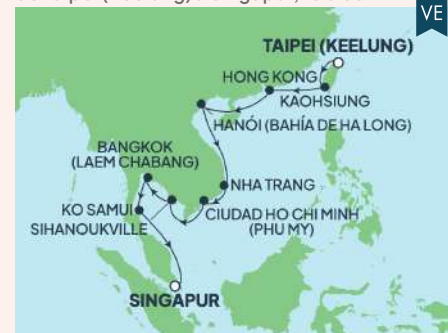 VE
TAIPEI (KEELUNG)
HONG KONG
KAOHSIUNG
HANÓI (BAHÍA DE HA LONG)
BANGKOK
(LAEM CHABANG)
NHA TRANG
KO SAMUI
CIUDAD HO CHI MINH
(PHU MY)
SIHANOUKVILLE
SINGAPUR